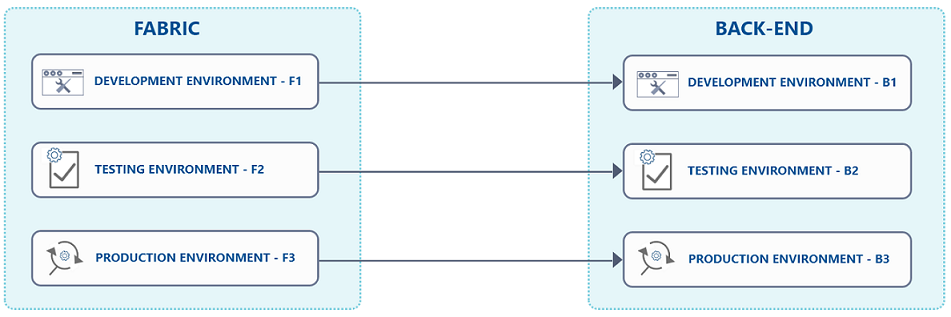 FABRIC
DEVELOPMENT ENVIRONMENT - F1
TESTING ENVIRONMENT - F2
PRODUCTION ENVIRONMENT - F3
BACK-END
DEVELOPMENT ENVIRONMENT - B1
TESTING ENVIRONMENT - B2
PRODUCTION ENVIRONMENT - B3